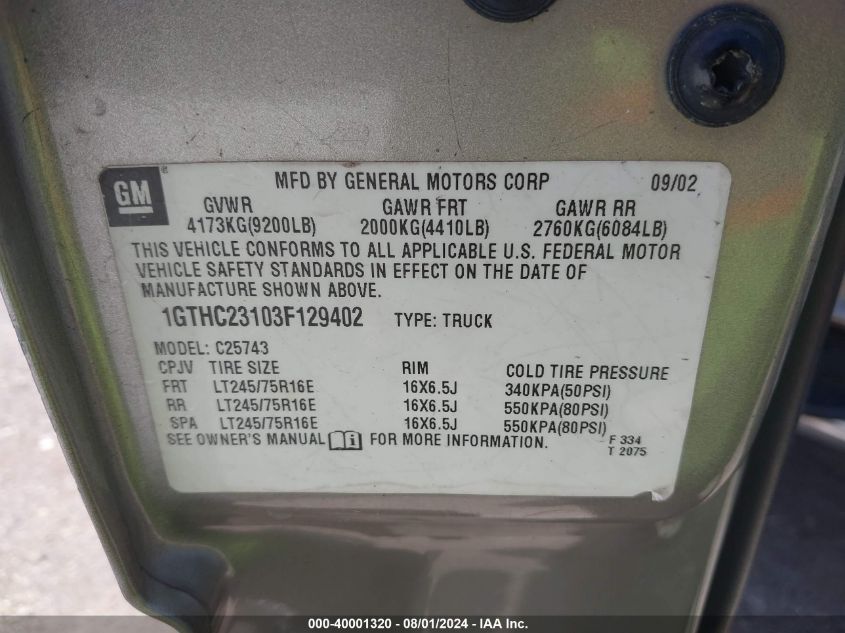 GM
MFD BY GENERAL MOTORS CORP 09/02
GVWR GAWR FRT GAWR RR
4173KG(9200LB) 2000KG(4410LB) 2760KG(6084LB)
THIS VEHICLE CONFORMS TO ALL APPLICABLE U.S. FEDERAL MOTOR
VEHICLE SAFETY STANDARDS IN EFFECT ON THE DATE OF
MANUFACTURE SHOWN ABOVE.
1GTHC23103F129402 TYPE: TRUCK
MODEL: C25743
CPJV TIRE SIZE RIM COLD TIRE PRESSURE
FRT LT245/75R16E 16X6.5J 340KPA(50PSI)
RR LT245/75R16E 16X6.5J 550KPA(80PSI)
SPA LT245/75R16E 16X6.5J 550KPA(80PSI)
SEE OWNER'S MANUAL FOR MORE INFORMATION. F 334
T 2075
000-40001320 - 08/01/2024 - IAAI, Inc.